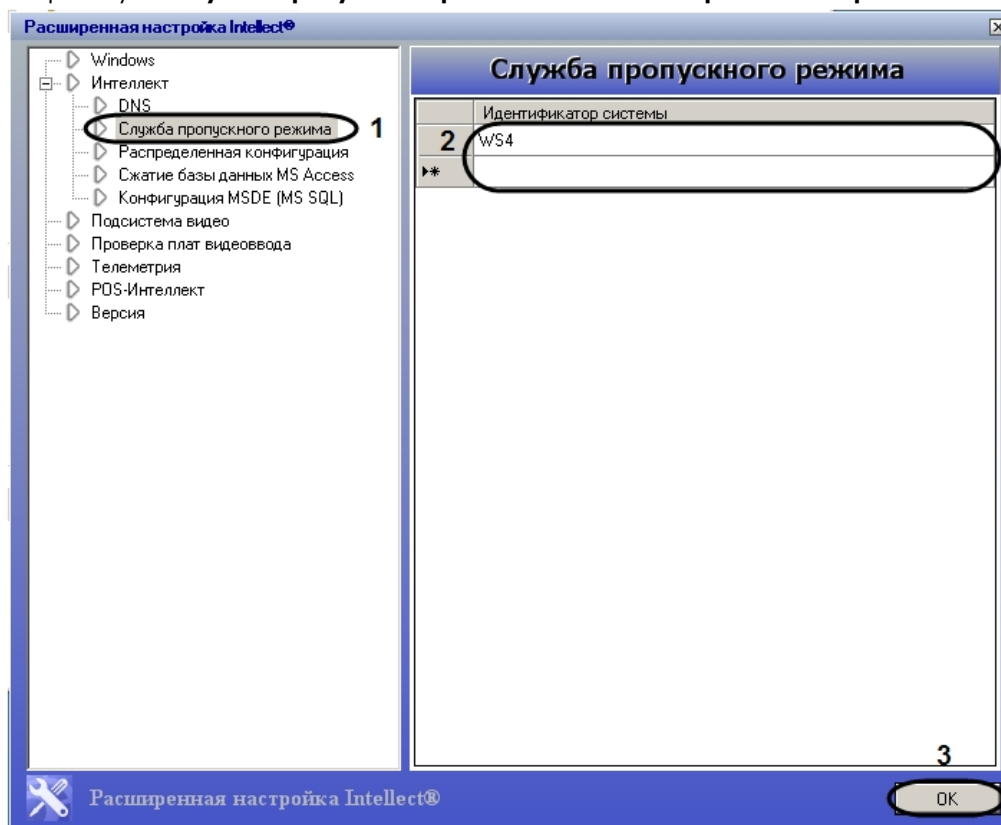 Расширенная настройка Intellect®
Windows
Интеллект
DNS
Служба пропускного режима 1
Распределенная конфигурация
Сжатие базы данных MS Access
Конфигурация MSDE (MS SQL)
Подсистема видео
Проверка плат видеоввода
Телеметрия
POS-Интеллект
Версия
Служба пропускного режима
Идентификатор системы
2 WS4
3
Расширенная настройка Intellect®
OK